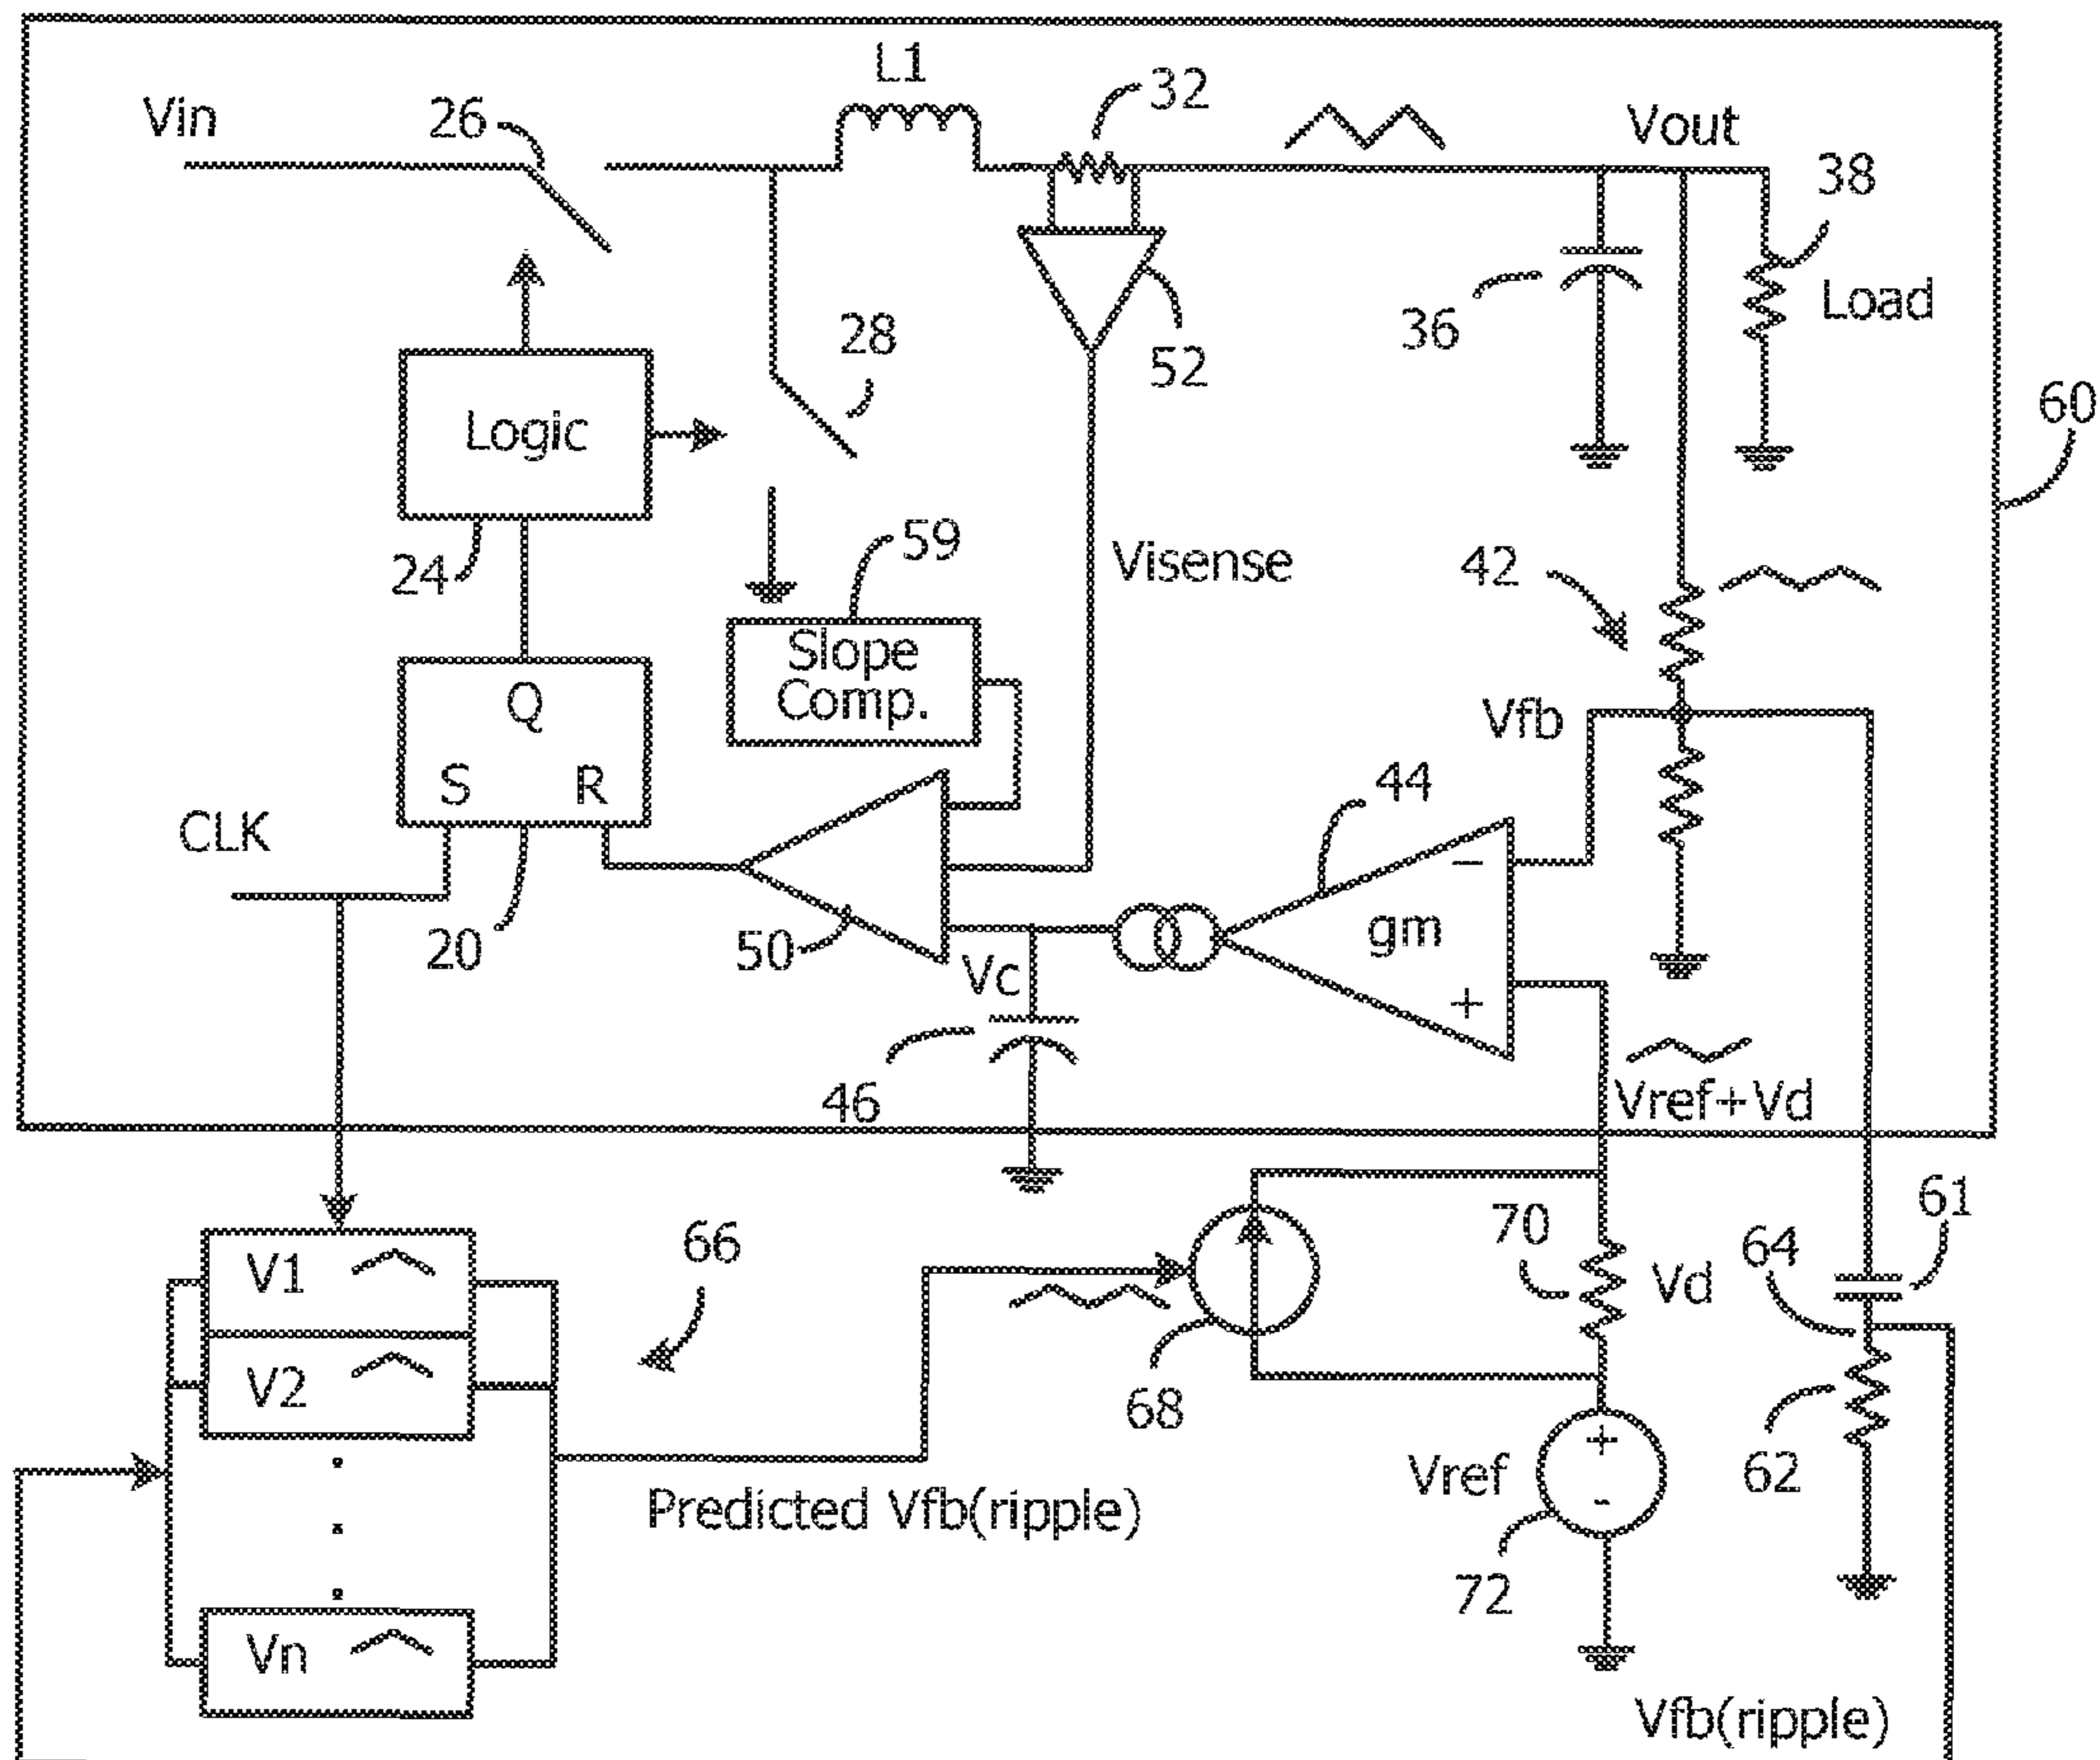 L1
Vin
26
32
Vout
38
Load
36
52
28
Logic
60
24
59
Visense
42
Slope
Comp.
Q
S
R
Vfb
44
CLK
20
50
Vc
gm
−
+
46
Vref+Vd
66
70
Vd
64
61
V1
V2
68
62
Vref
+
-
Predicted Vfb(ripple)
72
Vn
Vfb(ripple)